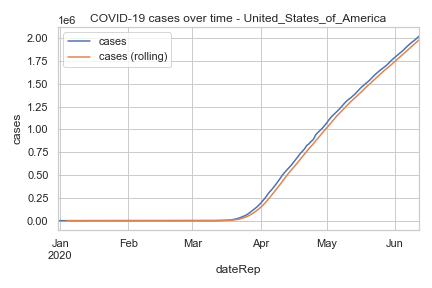 COVID-19 cases over time - United_States_of_America
1e6
cases
cases (rolling)
2.00
1.75
1.50
1.25
1.00
0.75
0.50
0.25
0.00
cases
Jan
2020
Feb
Mar
Apr
May
Jun
dateRep